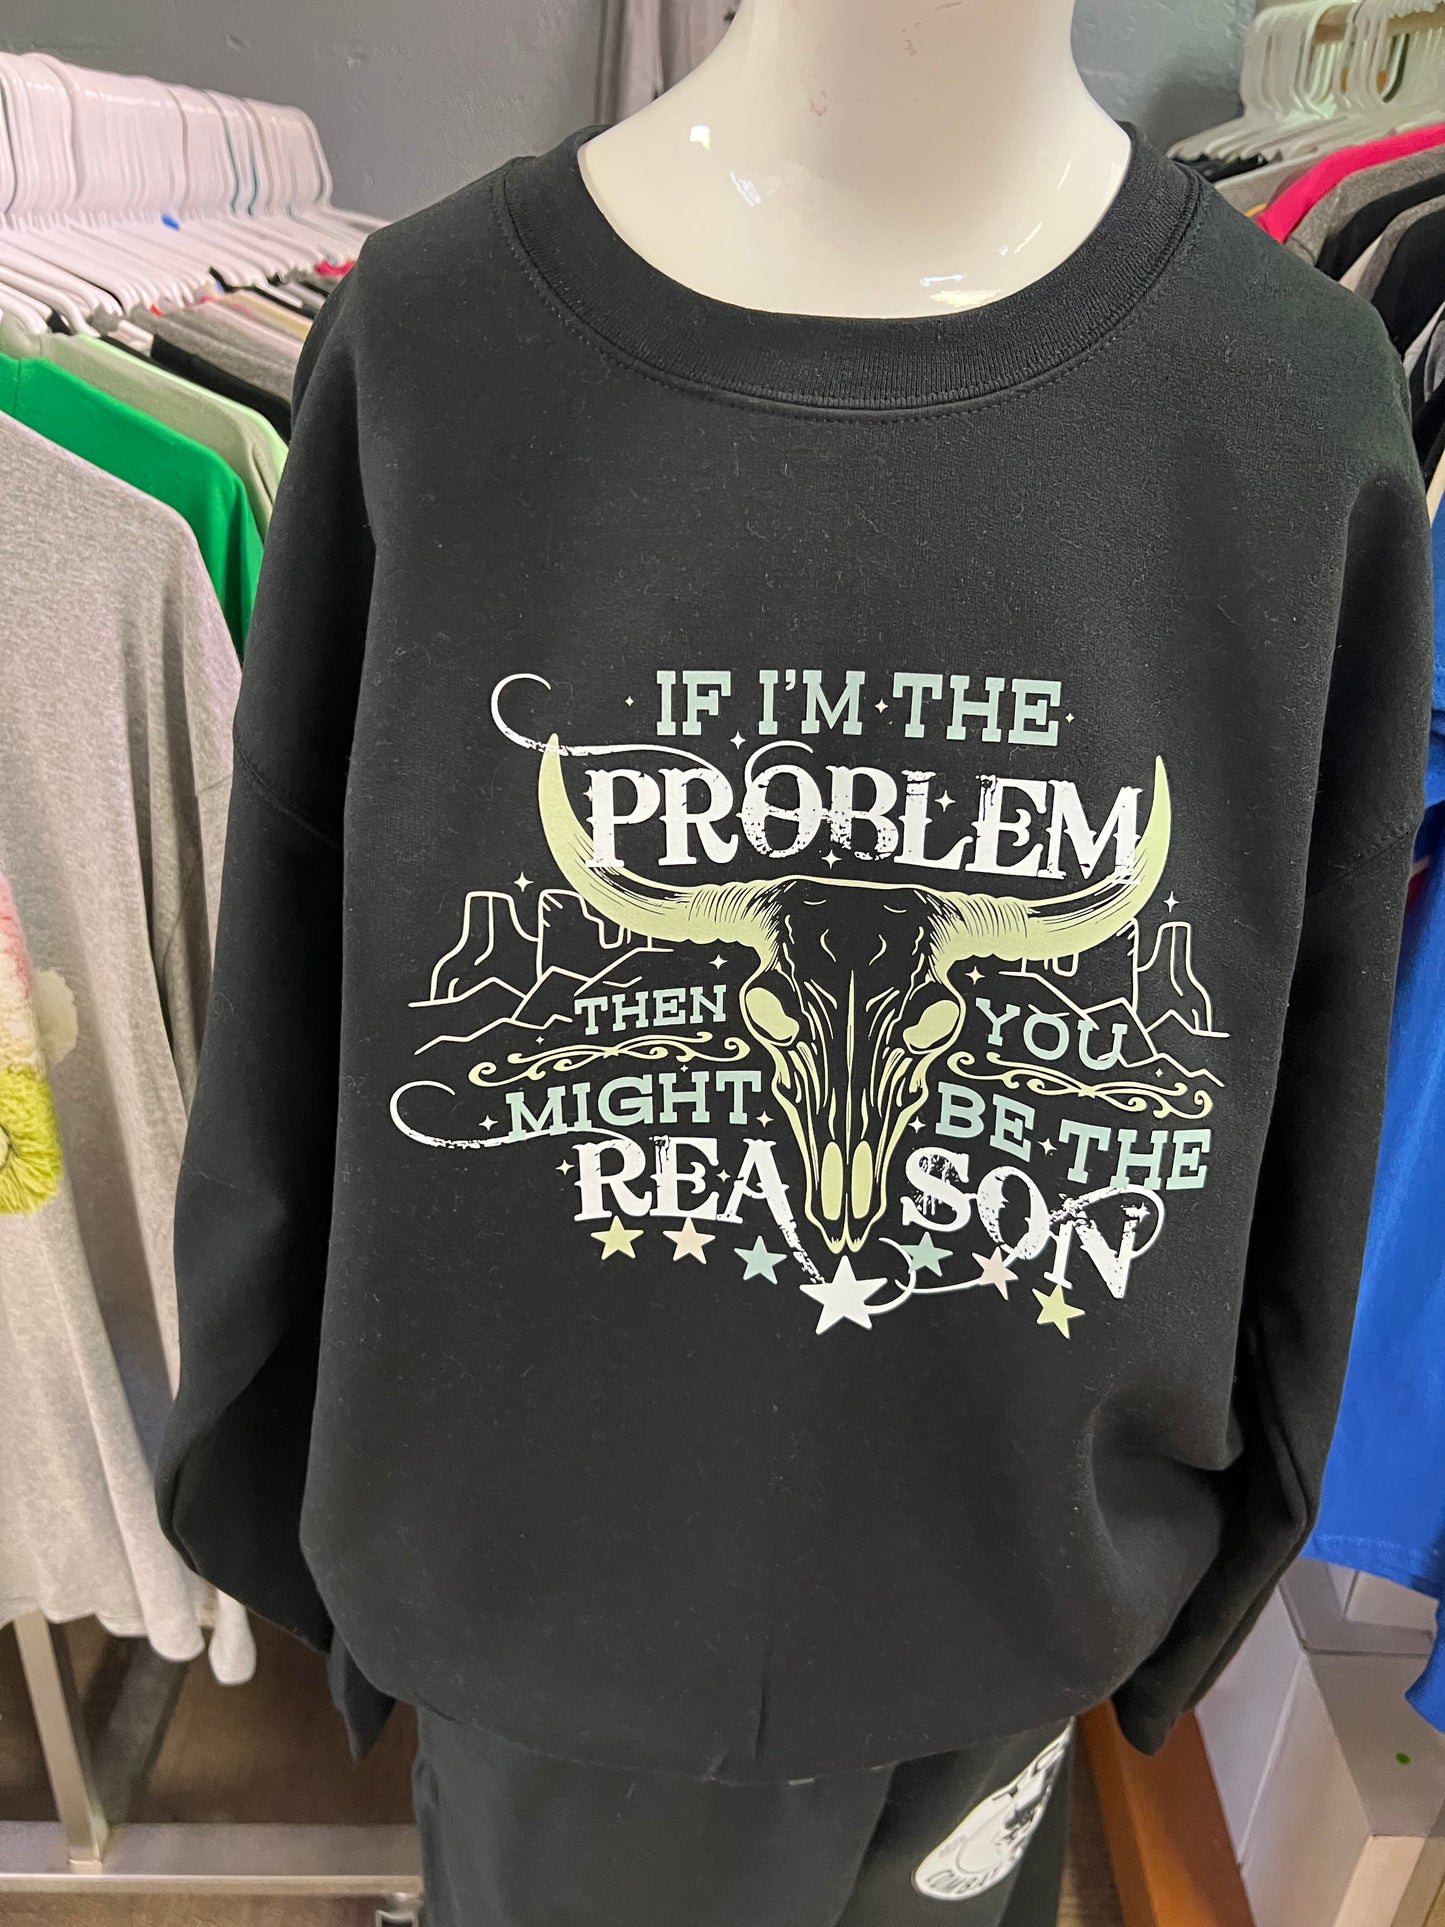 IF I'M THE
PROBLEM
THEN YOU
MIGHT BE THE
REASON